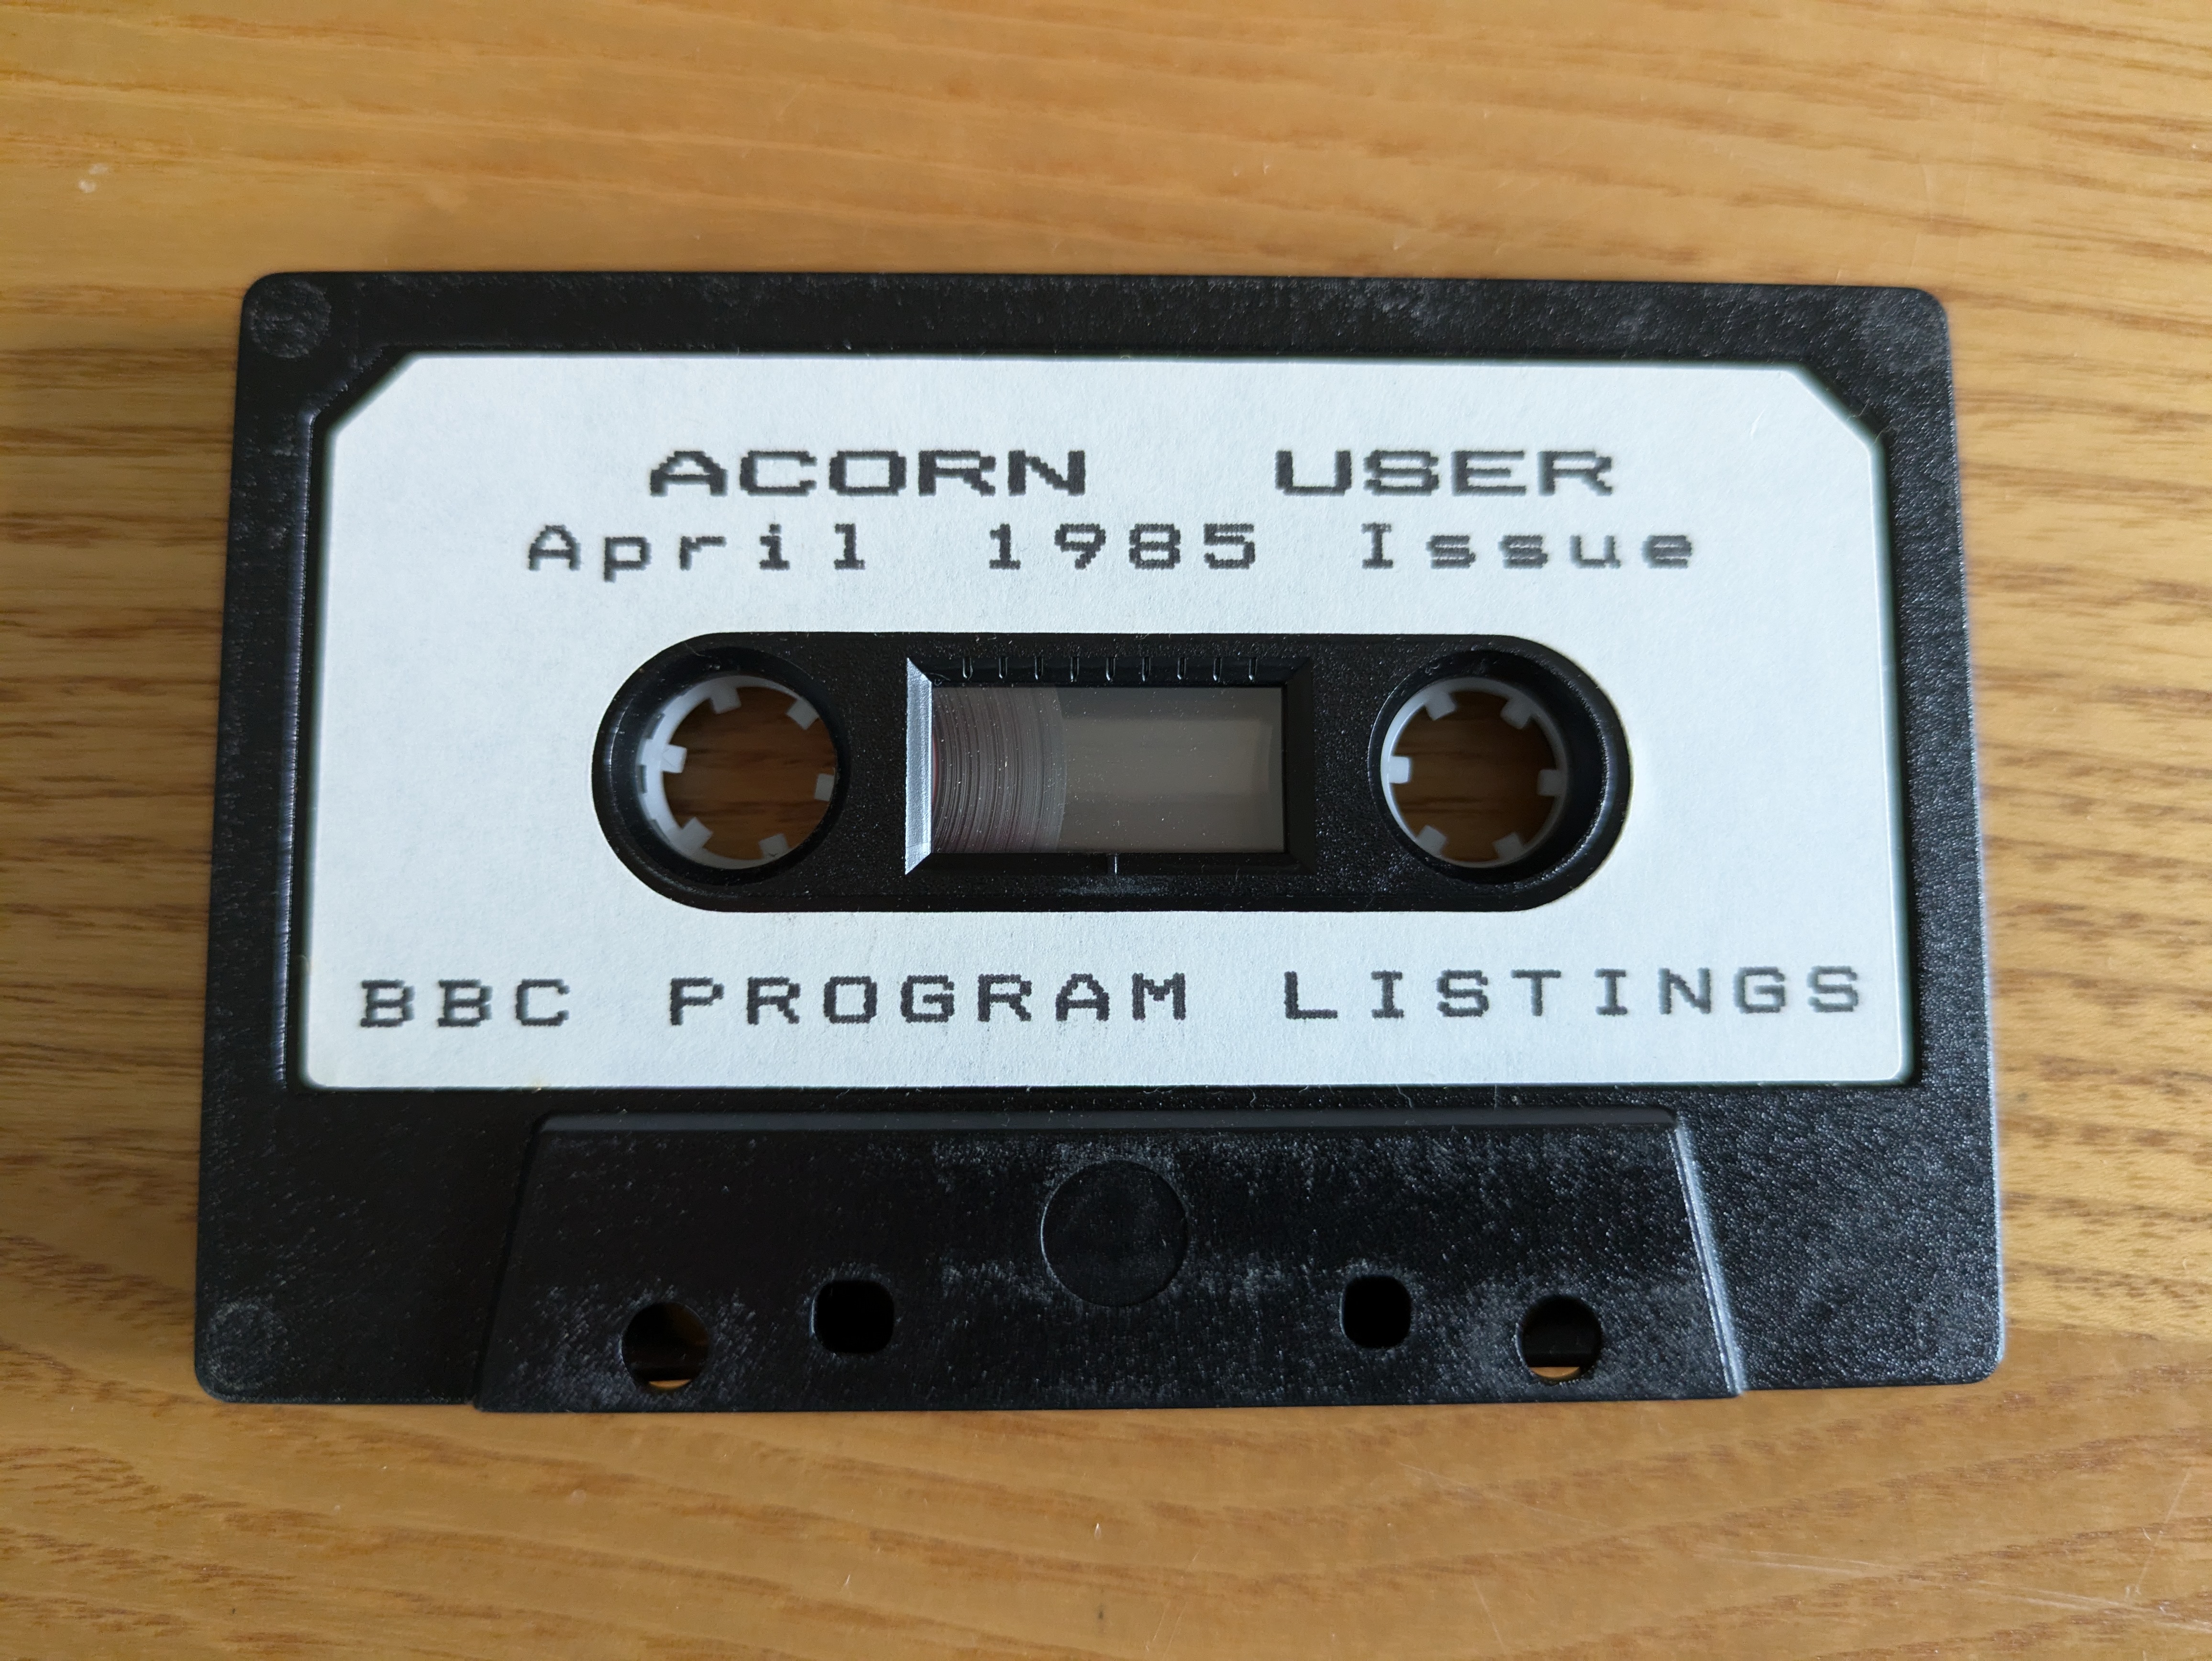 ACORN USER
April 1985 Issue
BBC PROGRAM LISTINGS